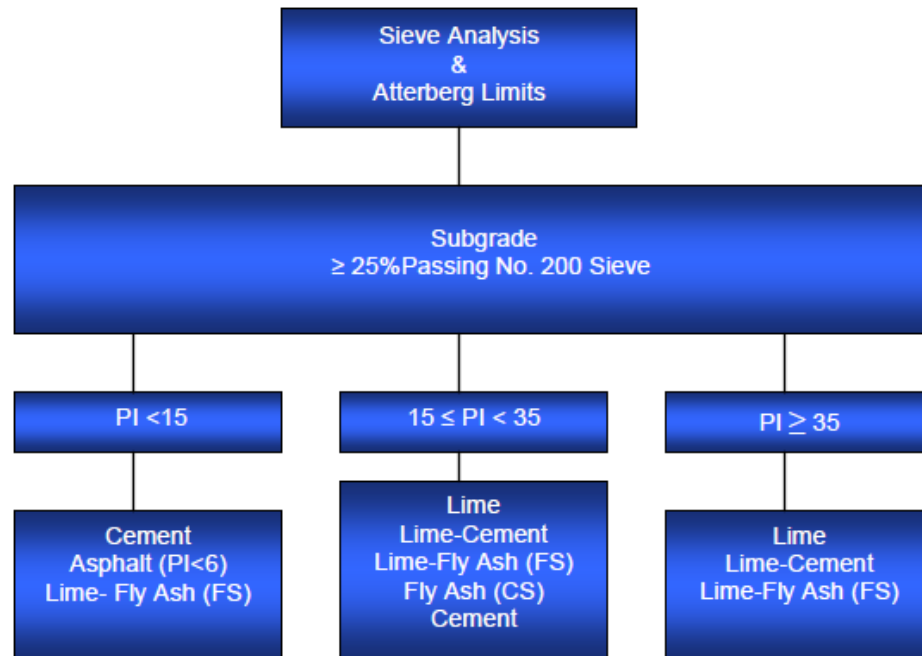 Sieve Analysis
&
Atterberg Limits
Subgrade
≥ 25%Passing No. 200 Sieve
PI <15
15 ≤ PI < 35
PI ≥ 35
Cement
Asphalt (PI<6)
Lime- Fly Ash (FS)
Lime
Lime-Cement
Lime-Fly Ash (FS)
Fly Ash (CS)
Cement
Lime
Lime-Cement
Lime-Fly Ash (FS)